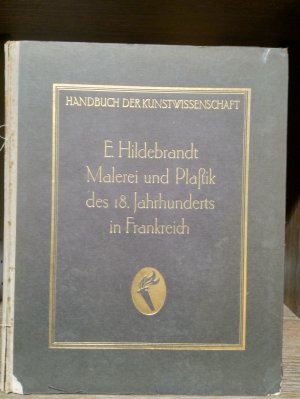 HANDBUCH DER KUNSTWISSENSCHAFT
E. Hildebrandt
Malerei und Plaſtik
des 18. Jahrhunderts
in Frankreich